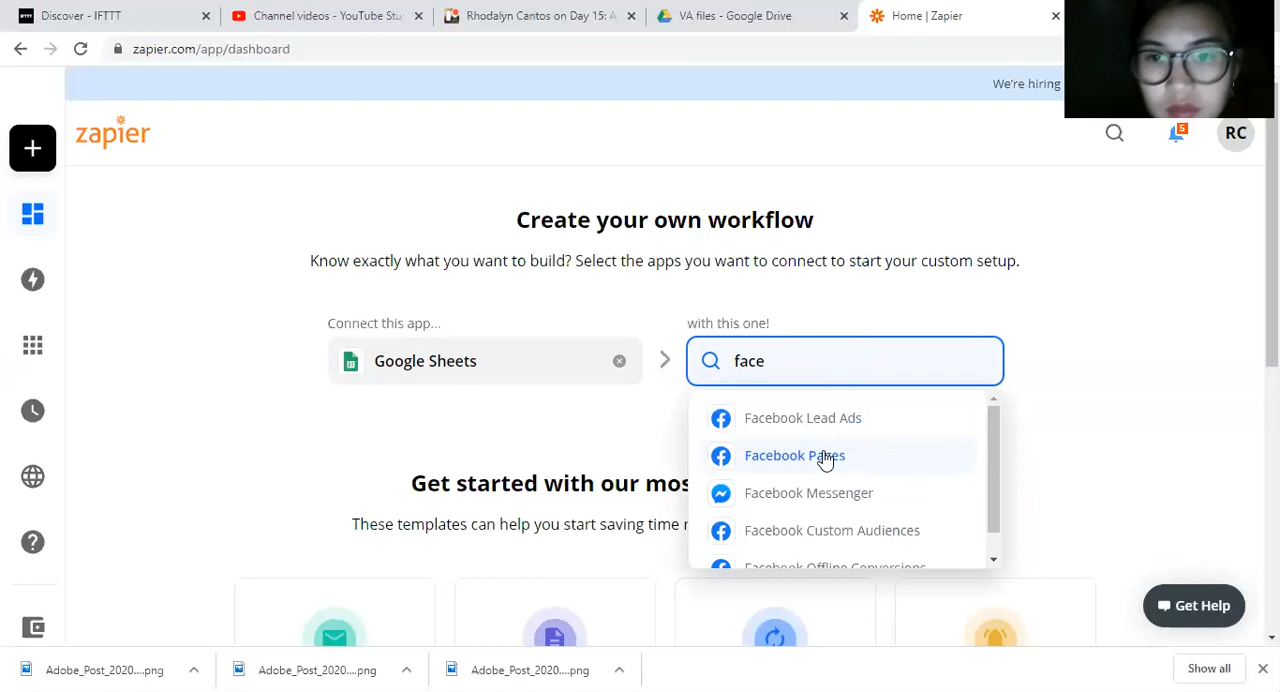 Discover - IFTTT
Channel videos - YouTube Stu
Rhodalyn Cantos on Day 15: A
VA files - Google Drive
Home | Zapier
zapier.com/app/dashboard
We're hiring
zapier
5
RC
Create your own workflow
Know exactly what you want to build? Select the apps you want to connect to start your custom setup.
Connect this app...
with this one!
Google Sheets
face
Facebook Lead Ads
Facebook Pages
Facebook Messenger
Facebook Custom Audiences
Facebook Offline Conversions
Get started with our mos
These templates can help you start saving time
Get Help
Adobe_Post_2020....png
Adobe_Post_2020....png
Adobe_Post_2020....png
Show all